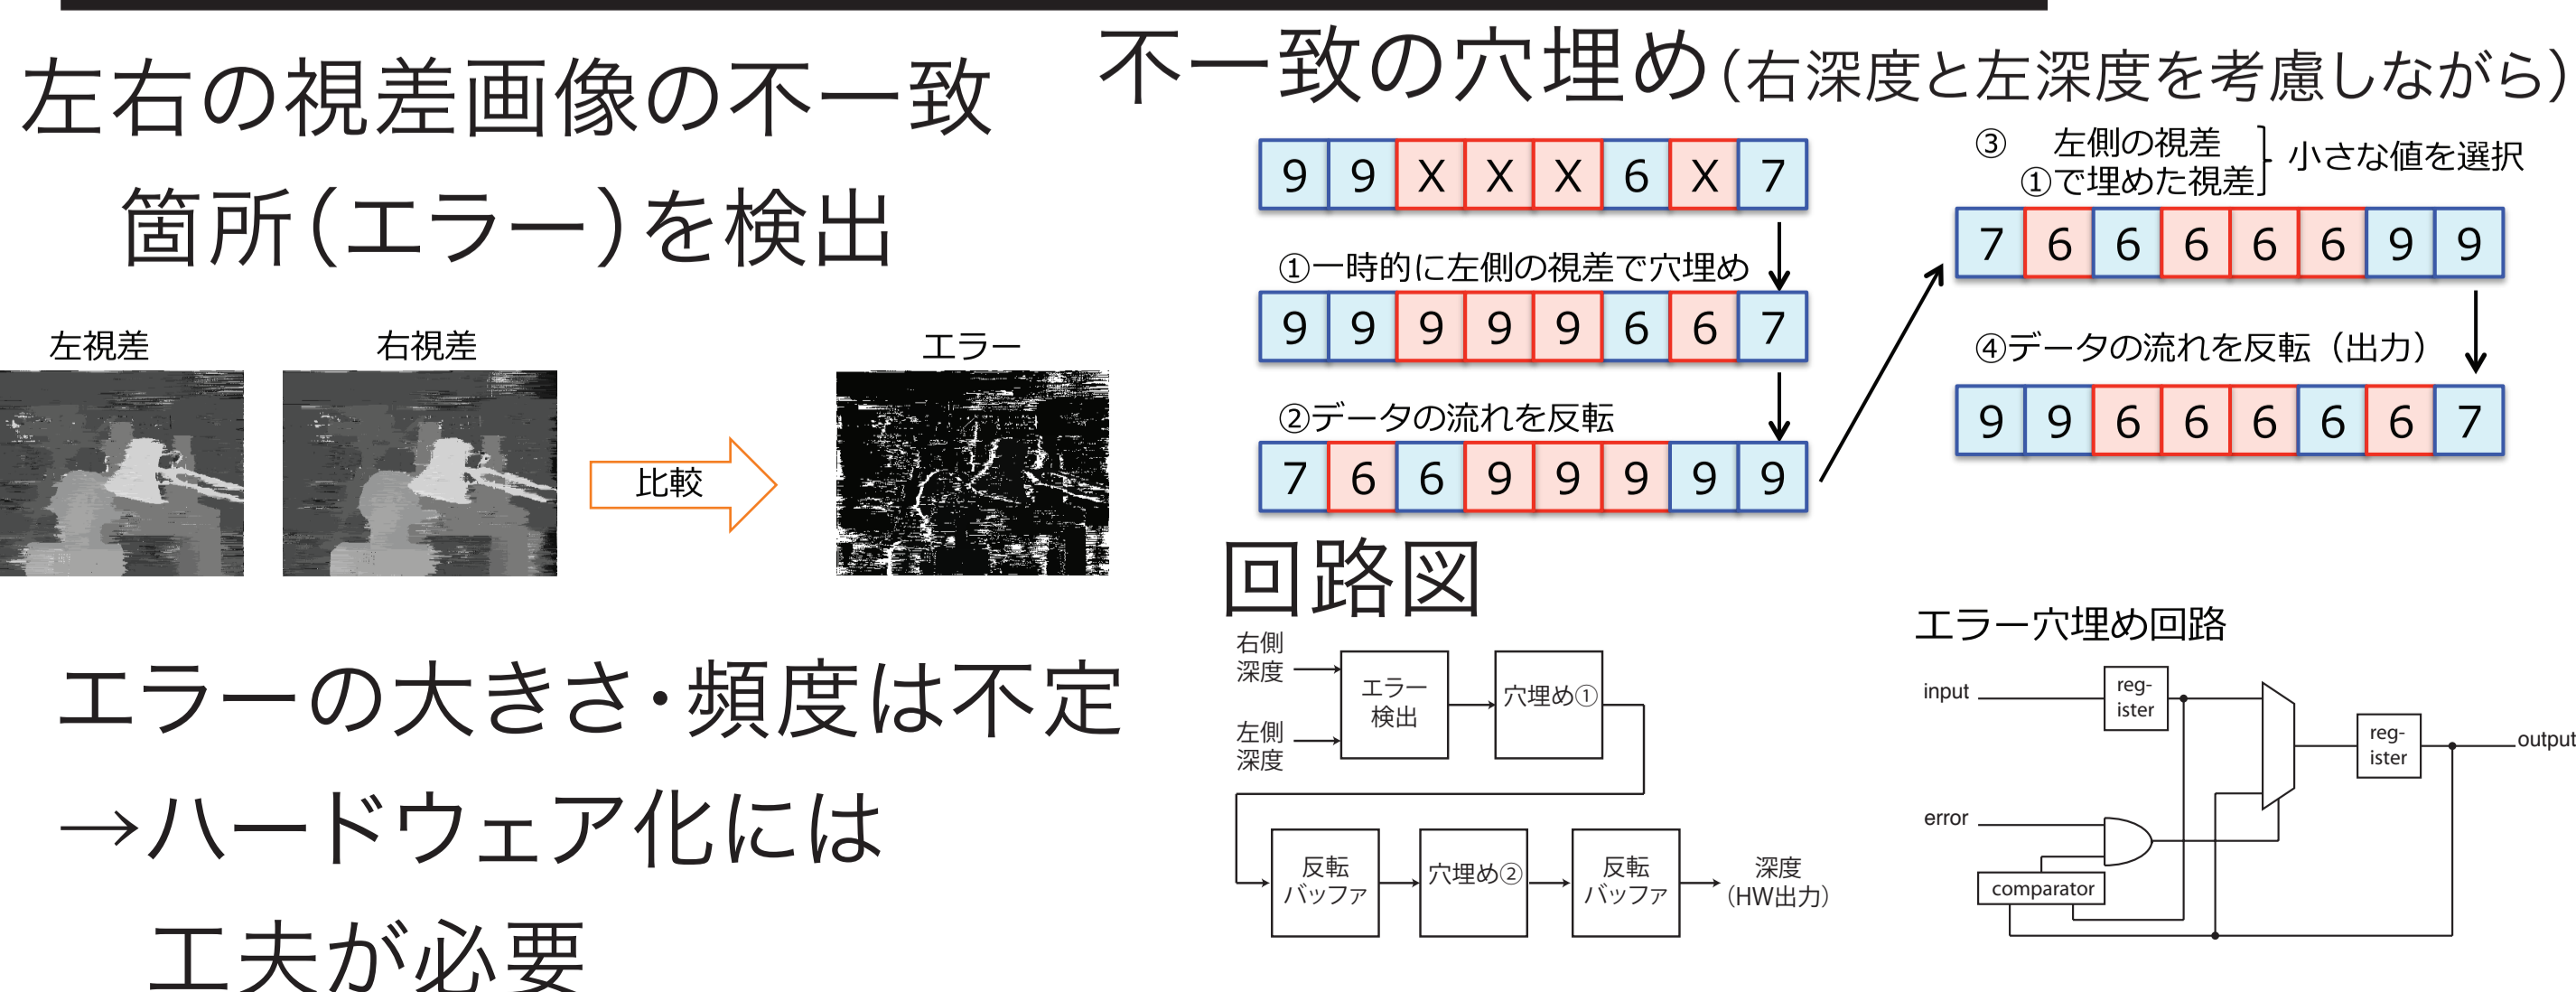 左右の視差画像の不一致
箇所(エラー)を検出
左視差
右視差
エラー
比較
エラーの大きさ・頻度は不定
→ハードウェア化には
工夫が必要
不一致の穴埋め(右深度と左深度を考慮しながら)
9 9 X X X 6 X 7
①一時的に左側の視差で穴埋め
9 9 9 9 9 6 6 7
②データの流れを反転
7 6 6 9 9 9 9 9
③ 左側の視差
①で埋めた視差
小さな値を選択
7 6 6 6 6 6 9 9
④データの流れを反転（出力）
9 9 6 6 6 6 6 7
回路図
右側
深度
左側
深度
エラー
検出
穴埋め①
反転
バッファ
穴埋め②
反転
バッファ
深度
(HW出力)
エラー穴埋め回路
input
reg-
ister
reg-
ister
output
error
comparator